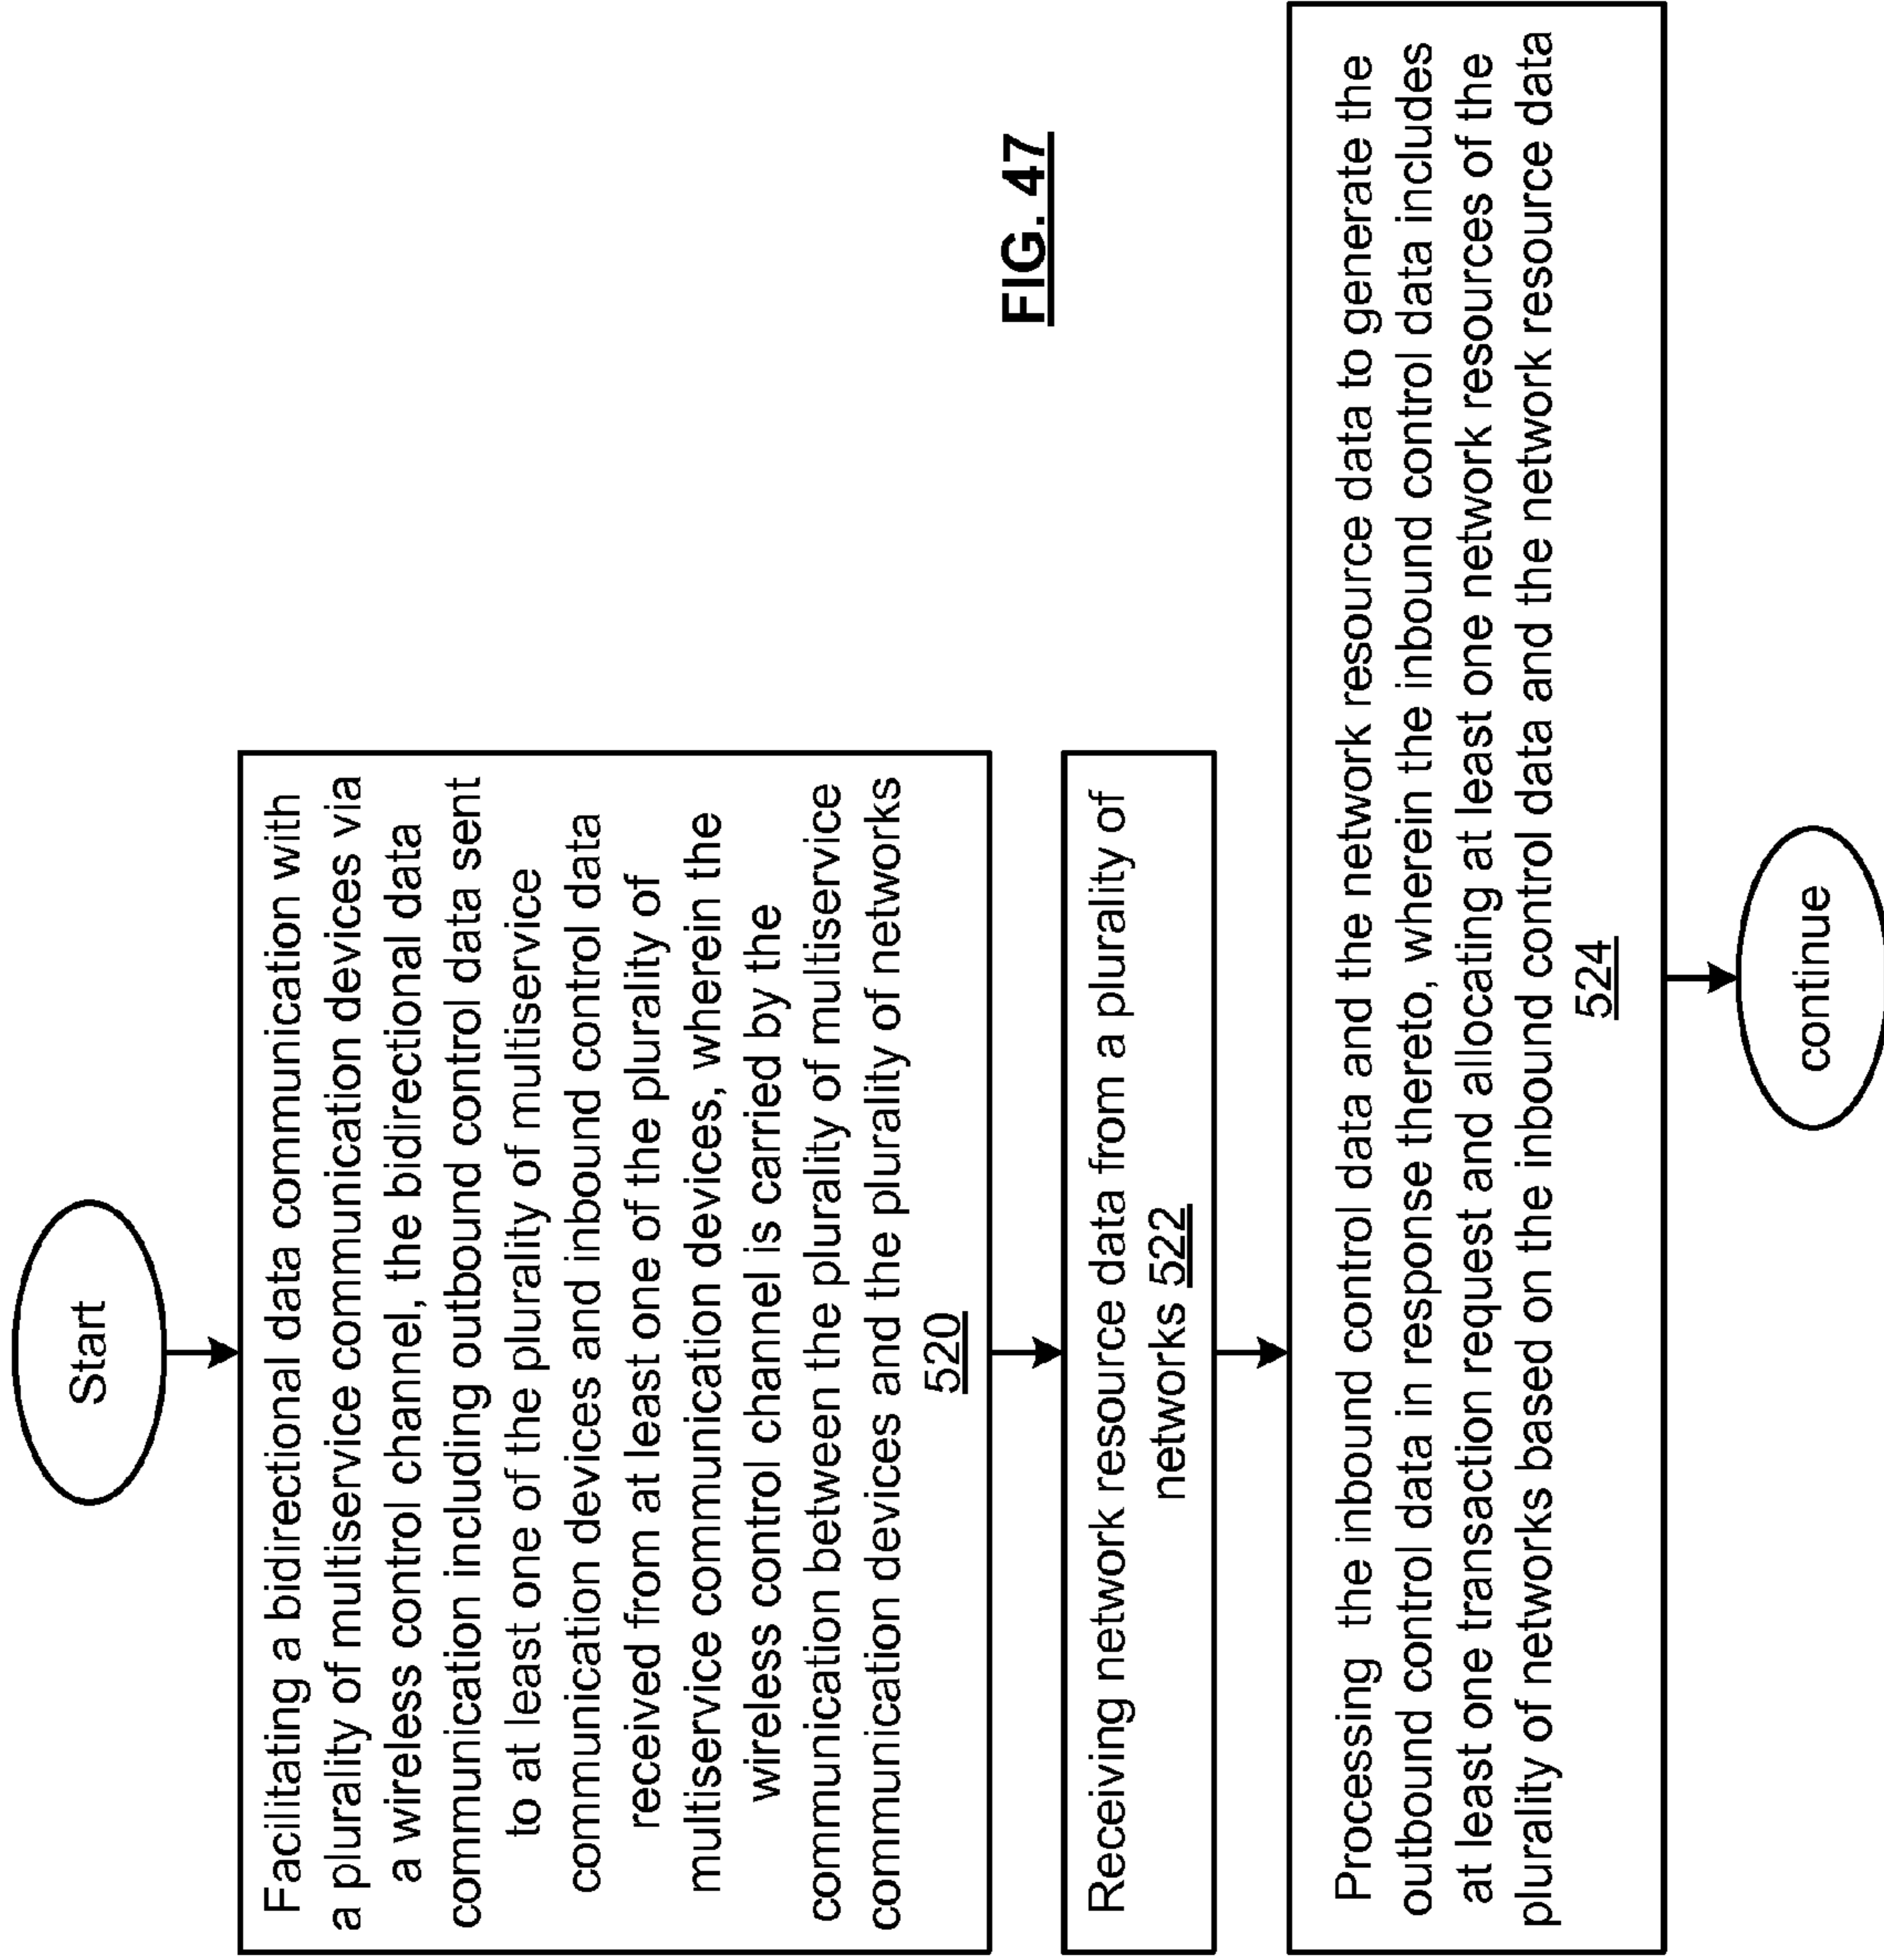 Start
Facilitating a bidirectional data communication with
a plurality of multiservice communication devices via
a wireless control channel, the bidirectional data
communication including outbound control data sent
to at least one of the plurality of multiservice
communication devices and inbound control data
received from at least one of the plurality of
multiservice communication devices, wherein the
wireless control channel is carried by the
communication between the plurality of multiservice
communication devices and the plurality of networks
520
Receiving network resource data from a plurality of
networks 522
Processing the inbound control data and the network resource data to generate the
outbound control data in response thereto, wherein the inbound control data includes
at least one transaction request and allocating at least one network resources of the
plurality of networks based on the inbound control data and the network resource data
524
continue
FIG. 47